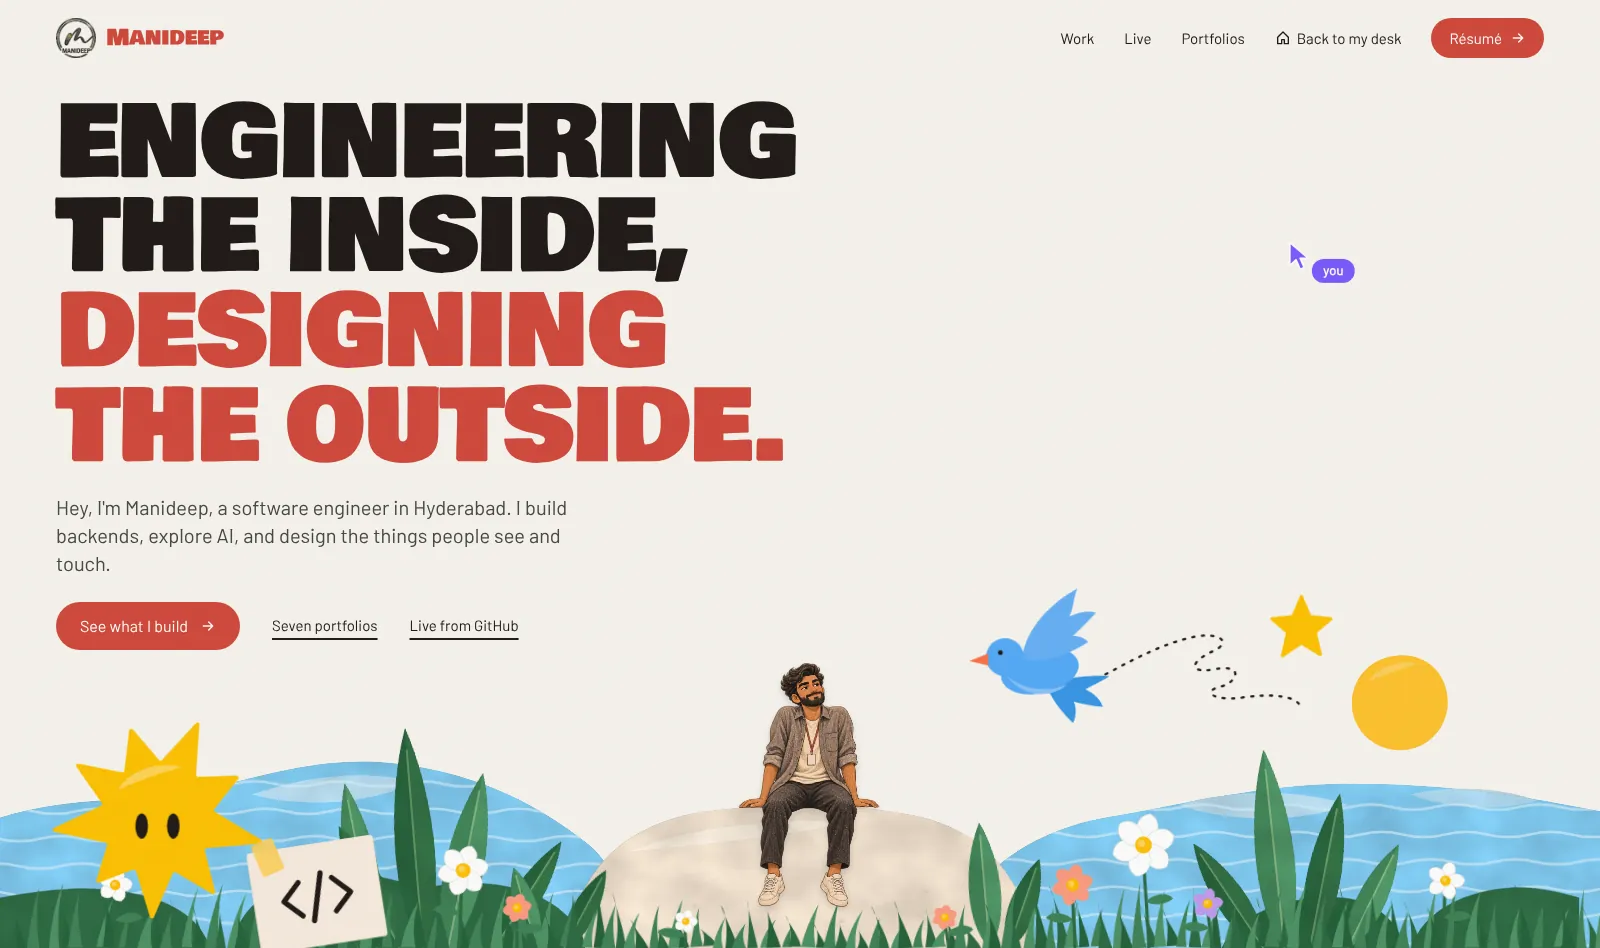 MANIDEEP
MANIDEEP
Work
Live
Portfolios
Back to my desk
Résumé
ENGINEERING
THE INSIDE,
DESIGNING
THE OUTSIDE.
you
Hey, I'm Manideep, a software engineer in Hyderabad. I build
backends, explore AI, and design the things people see and
touch.
See what I build
Seven portfolios
Live from GitHub
</>